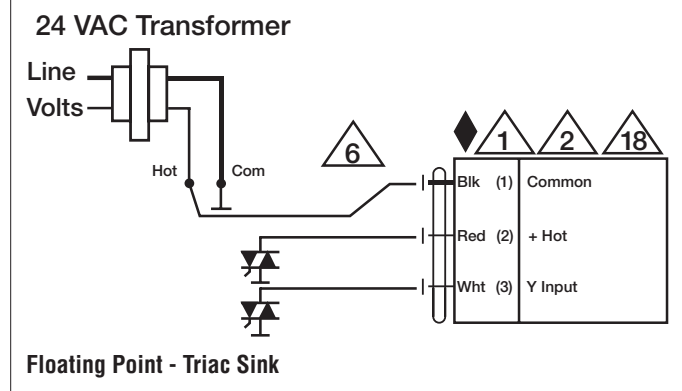 24 VAC Transformer
Line
Volts
Hot Com
6
1 2 18
Blk (1) Common
Red (2) + Hot
Wht (3) Y Input
Floating Point - Triac Sink